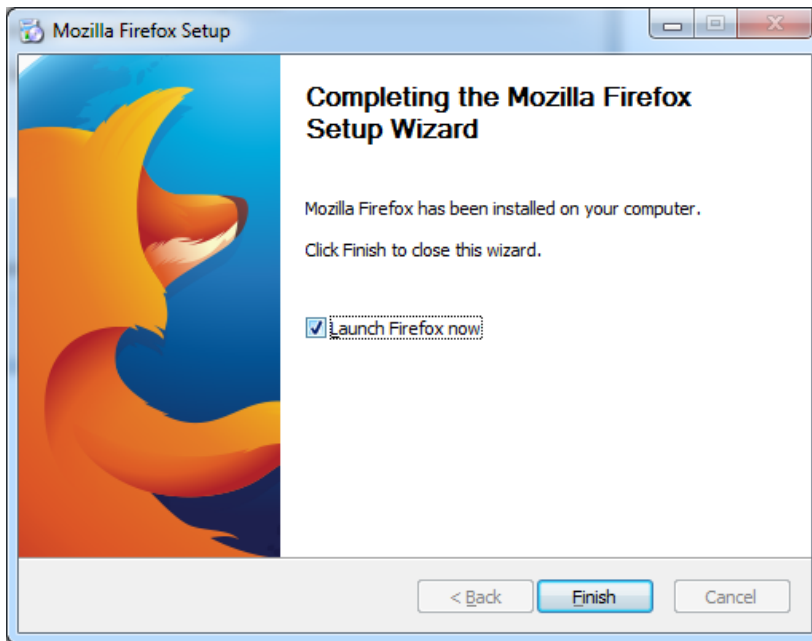 Mozilla Firefox Setup
Completing the Mozilla Firefox
Setup Wizard
Mozilla Firefox has been installed on your computer.
Click Finish to close this wizard.
Launch Firefox now
< Back
Finish
Cancel